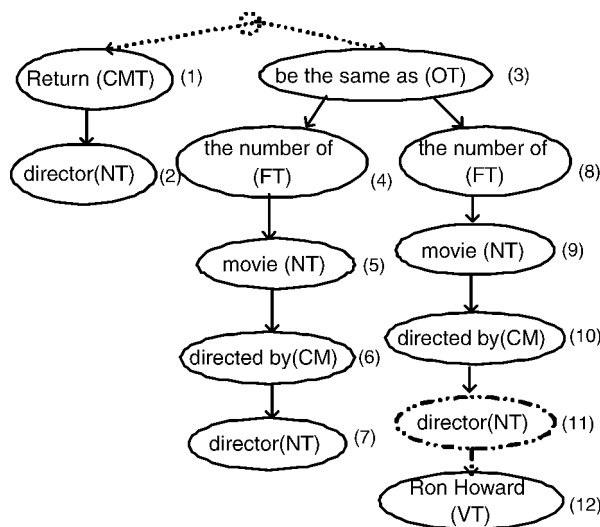 Return (CMT) (1)
be the same as (OT) (3)
director(NT) (2)
the number of
(FT) (4)
the number of
(FT) (8)
movie (NT) (5)
movie (NT) (9)
directed by(CM) (6)
directed by(CM) (10)
director(NT) (7)
director(NT) (11)
Ron Howard
(VT) (12)